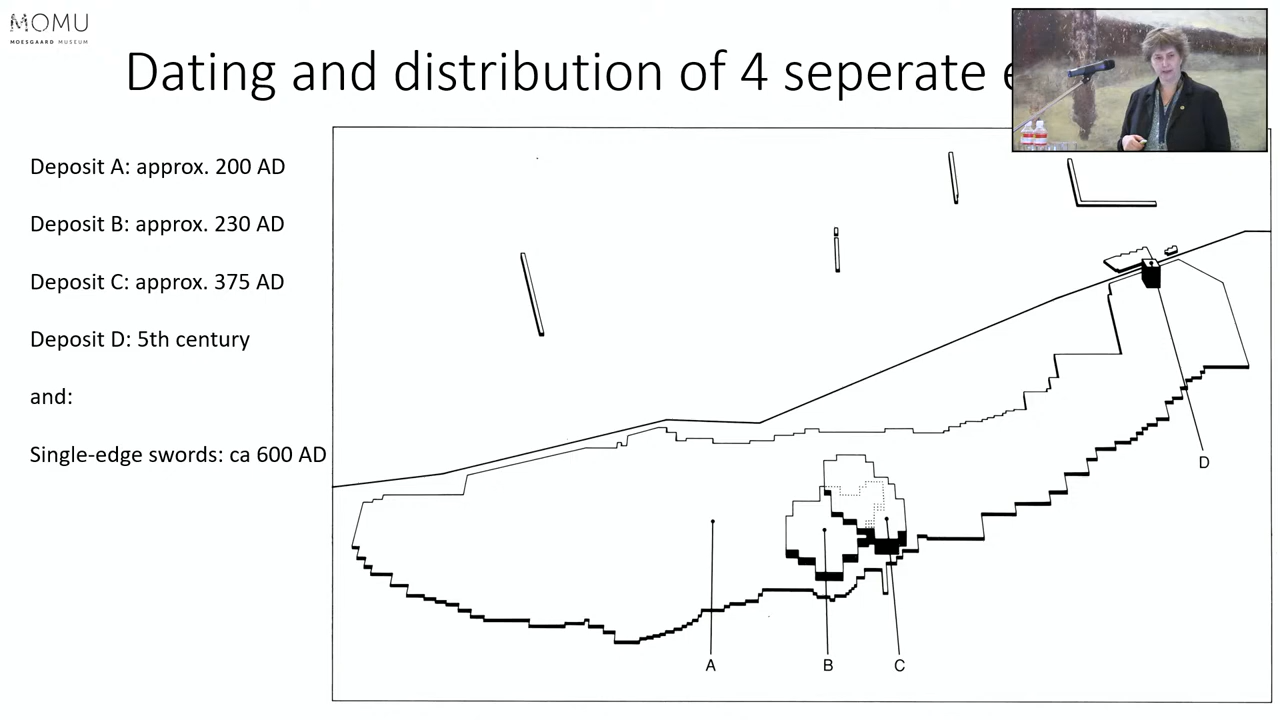 MOMU
MOESGAARD MUSEUM
Dating and distribution of 4 seperate
Deposit A: approx. 200 AD
Deposit B: approx. 230 AD
Deposit C: approx. 375 AD
Deposit D: 5th century
and:
Single-edge swords: ca 600 AD
D
A B C